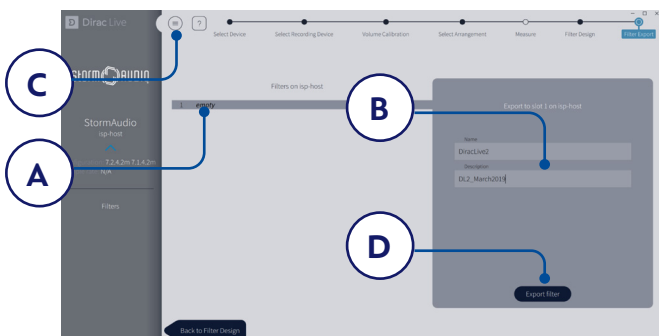 D Dirac Live
?
Select Device
Select Recording Device
Volume Calibration
Select Arrangement
Measure
Filter Design
Filter Export
C
STORM AUDIO
Filters on isp-host
B
1 empty
Export to slot 1 on isp-host
StormAudio
isp-host
Name
DiracLive2
A
7.2.4.2m 7.1.4.2m
N/A
Description
DL2_March2019
Filters
D
Export filter
Back to Filter Design